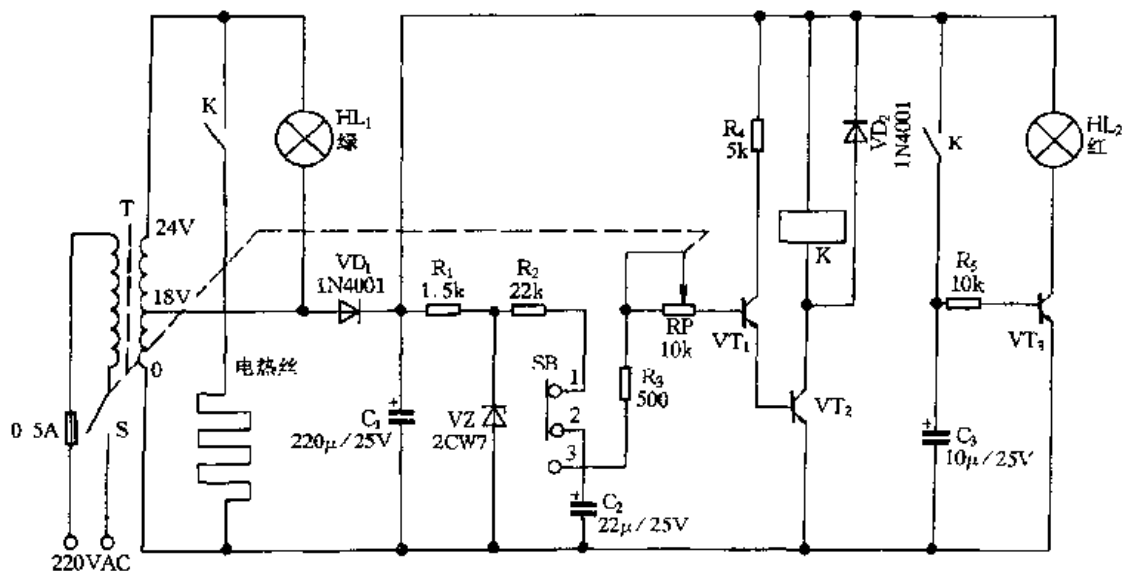 K
HL₁
绿
T
24V
18V
0
VD₁
1N4001
R₁
1.5k
R₂
22k
电热丝
0 5A
S
220VAC
C₁
220μ/25V
VZ
2CW7
SB
1
2
3
C₂
22μ/25V
R₃
500
RP
10k
R₄
5k
VT₁
VT₂
K
VD₂
1N4001
K
R₅
10k
C₃
10μ/25V
HL₂
红
VT₃